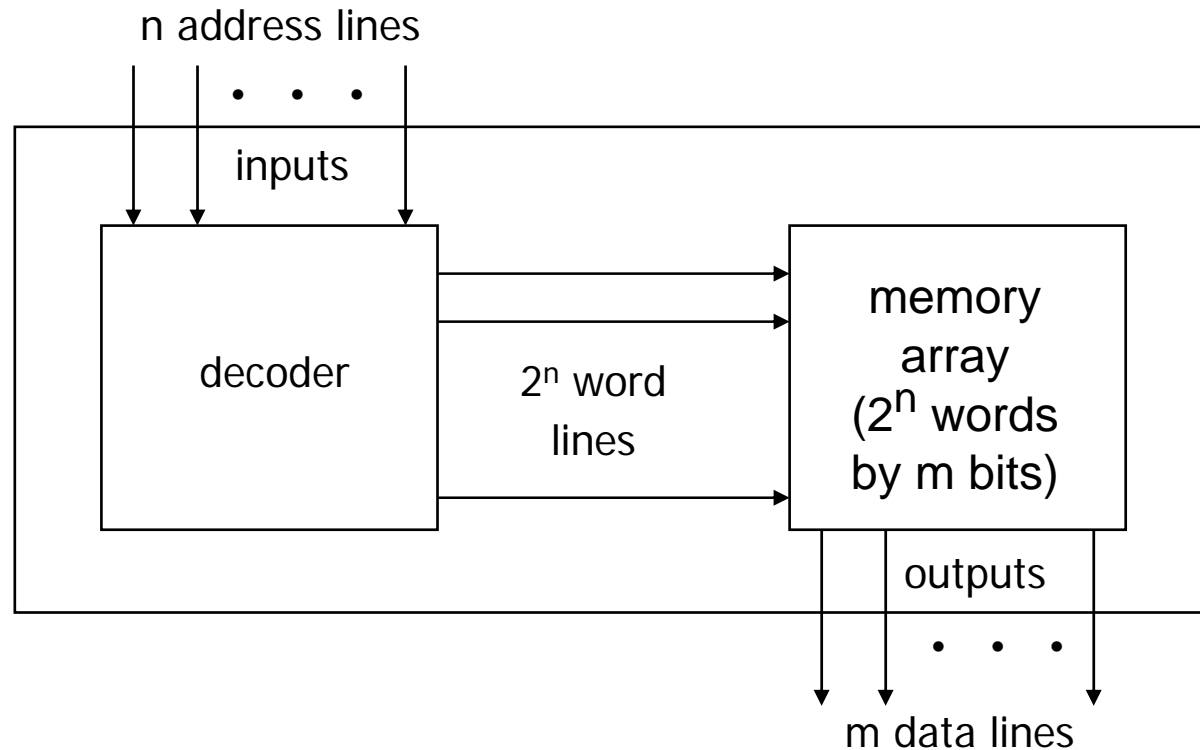 n address lines
inputs
decoder
2ⁿ word
lines
memory
array
(2ⁿ words
by m bits)
outputs
m data lines